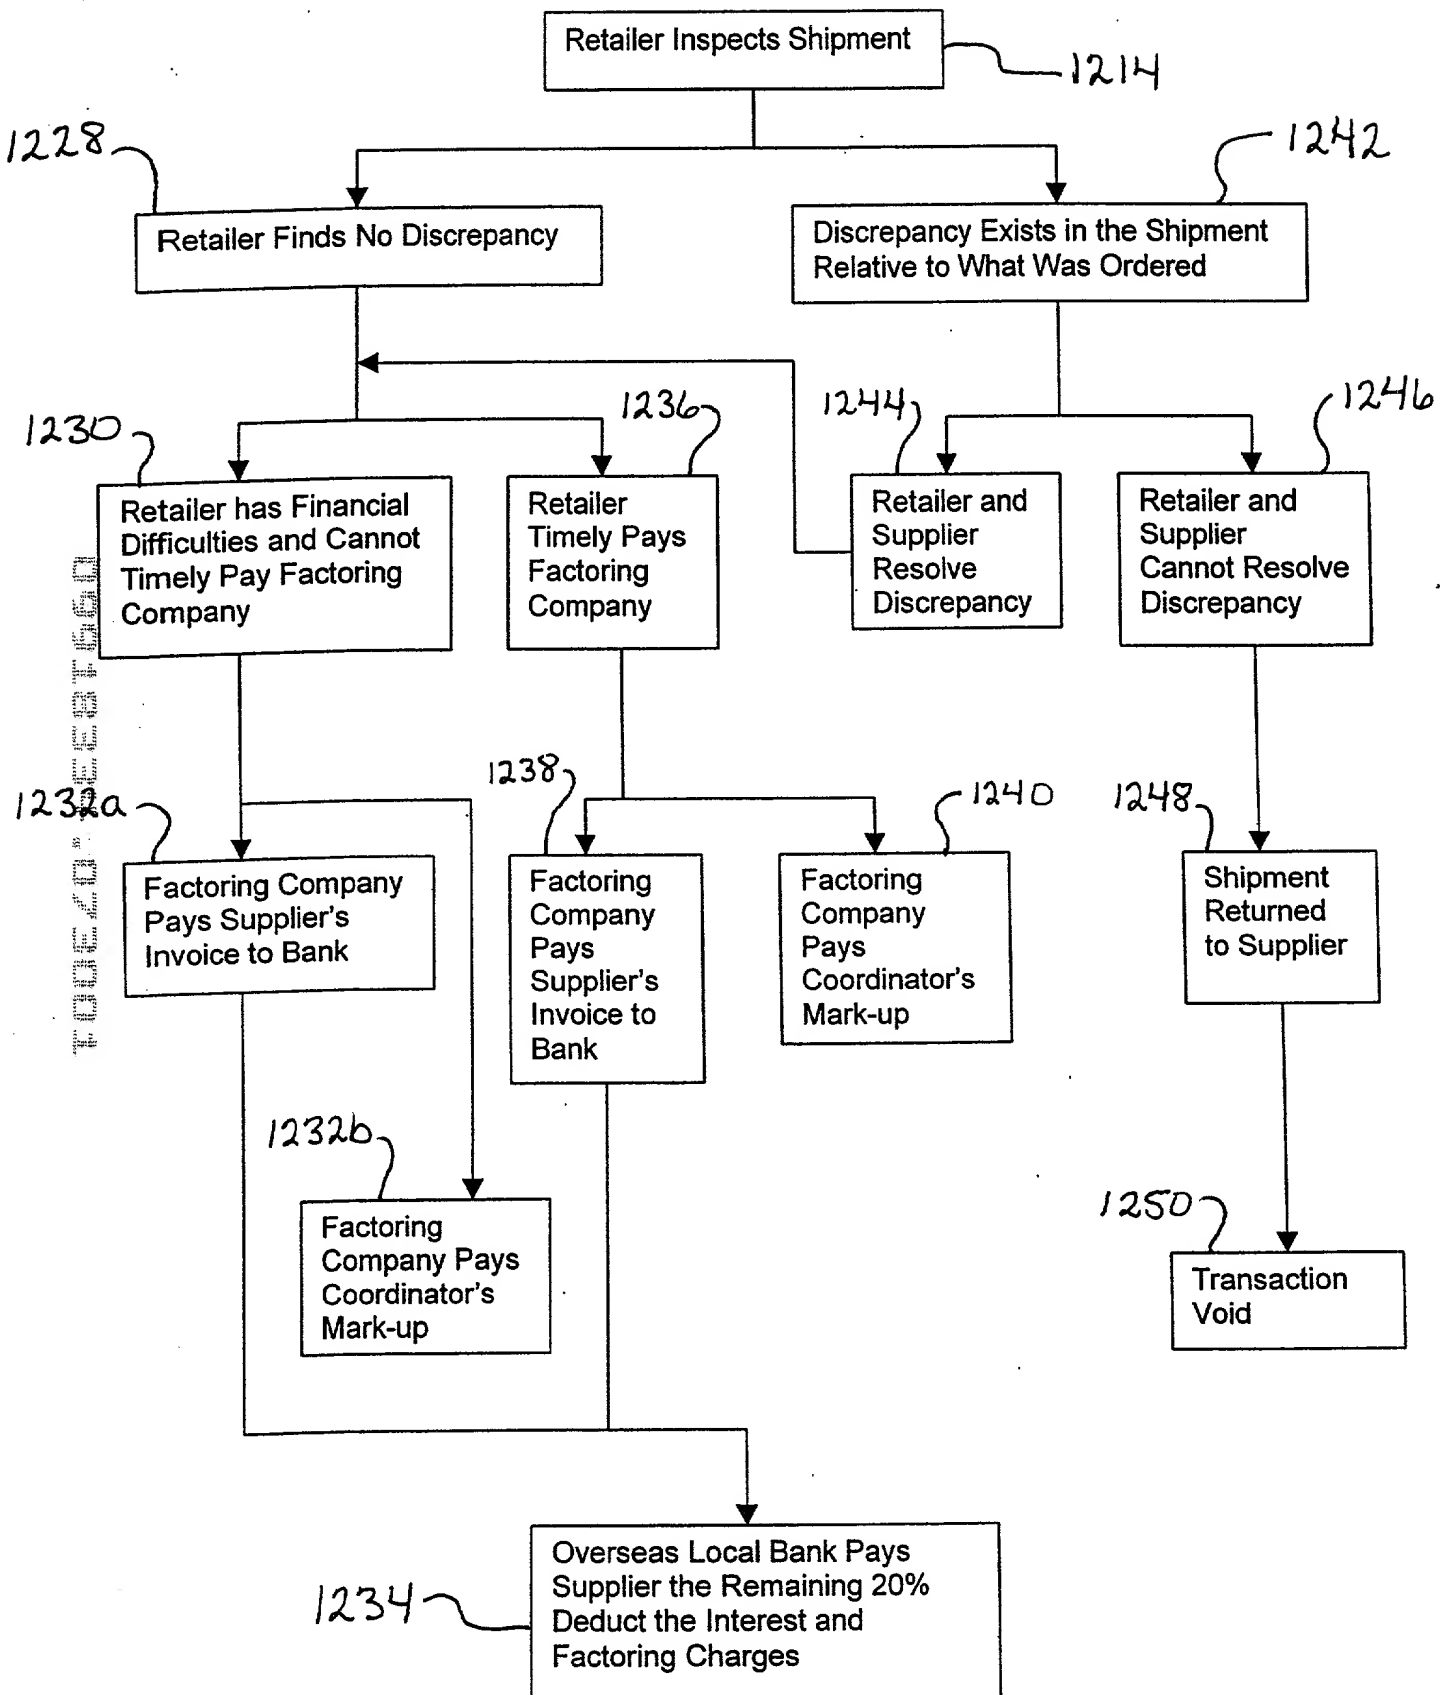 Retailer Inspects Shipment
1214
1228
1242
Retailer Finds No Discrepancy
Discrepancy Exists in the Shipment
Relative to What Was Ordered
1230
1236
1244
1246
Retailer has Financial
Difficulties and Cannot
Timely Pay Factoring
Company
Retailer
Timely Pays
Factoring
Company
Retailer and
Supplier
Resolve
Discrepancy
Retailer and
Supplier
Cannot Resolve
Discrepancy
1232a
1238
1240
1248
Factoring Company
Pays Supplier's
Invoice to Bank
Factoring
Company
Pays
Supplier's
Invoice to
Bank
Factoring
Company
Pays
Coordinator's
Mark-up
Shipment
Returned
to Supplier
1232b
1250
Factoring
Company Pays
Coordinator's
Mark-up
Transaction
Void
1234
Overseas Local Bank Pays
Supplier the Remaining 20%
Deduct the Interest and
Factoring Charges